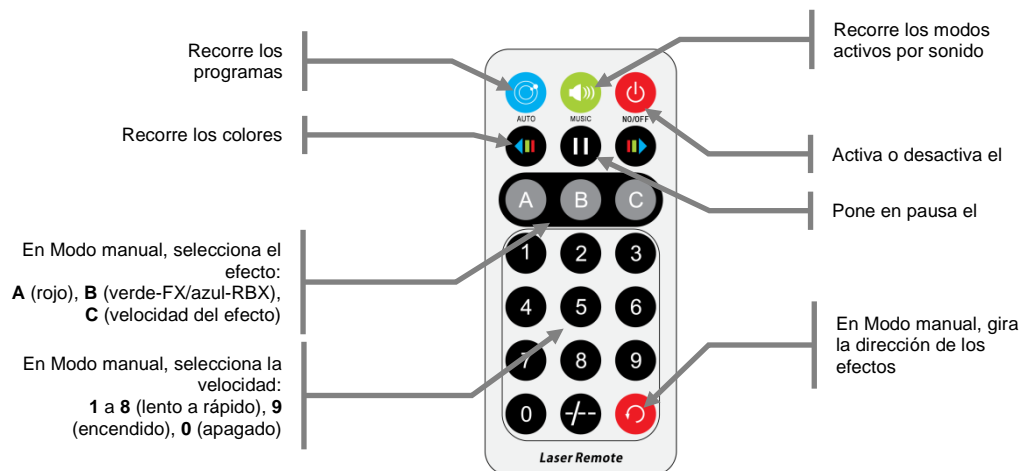 Recorre los
programas
Recorre los colores
En Modo manual, selecciona el
efecto:
A (rojo), B (verde-FX/azul-RBX),
C (velocidad del efecto)
En Modo manual, selecciona la
velocidad:
1 a 8 (lento a rápido), 9
(encendido), 0 (apagado)
AUTO MUSIC NO/OFF
A B C
1 2 3
4 5 6
7 8 9
0 -/--
Laser Remote
Recorre los modos
activos por sonido
Activa o desactiva el
Pone en pausa el
En Modo manual, gira
la dirección de los
efectos